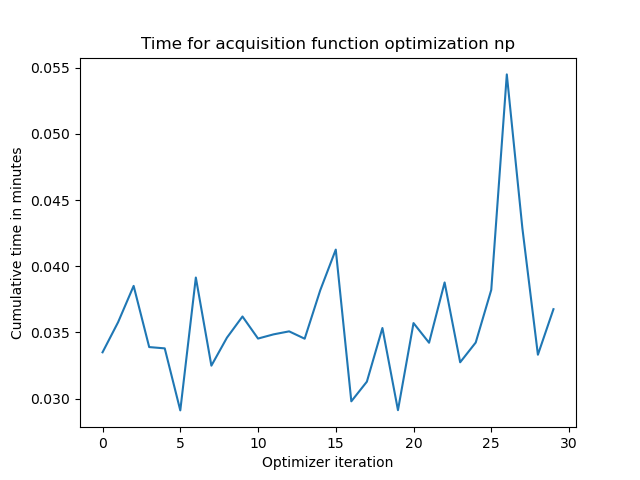 Time for acquisition function optimization np
Cumulative time in minutes
0.055
0.050
0.045
0.040
0.035
0.030
0 5 10 15 20 25 30
Optimizer iteration